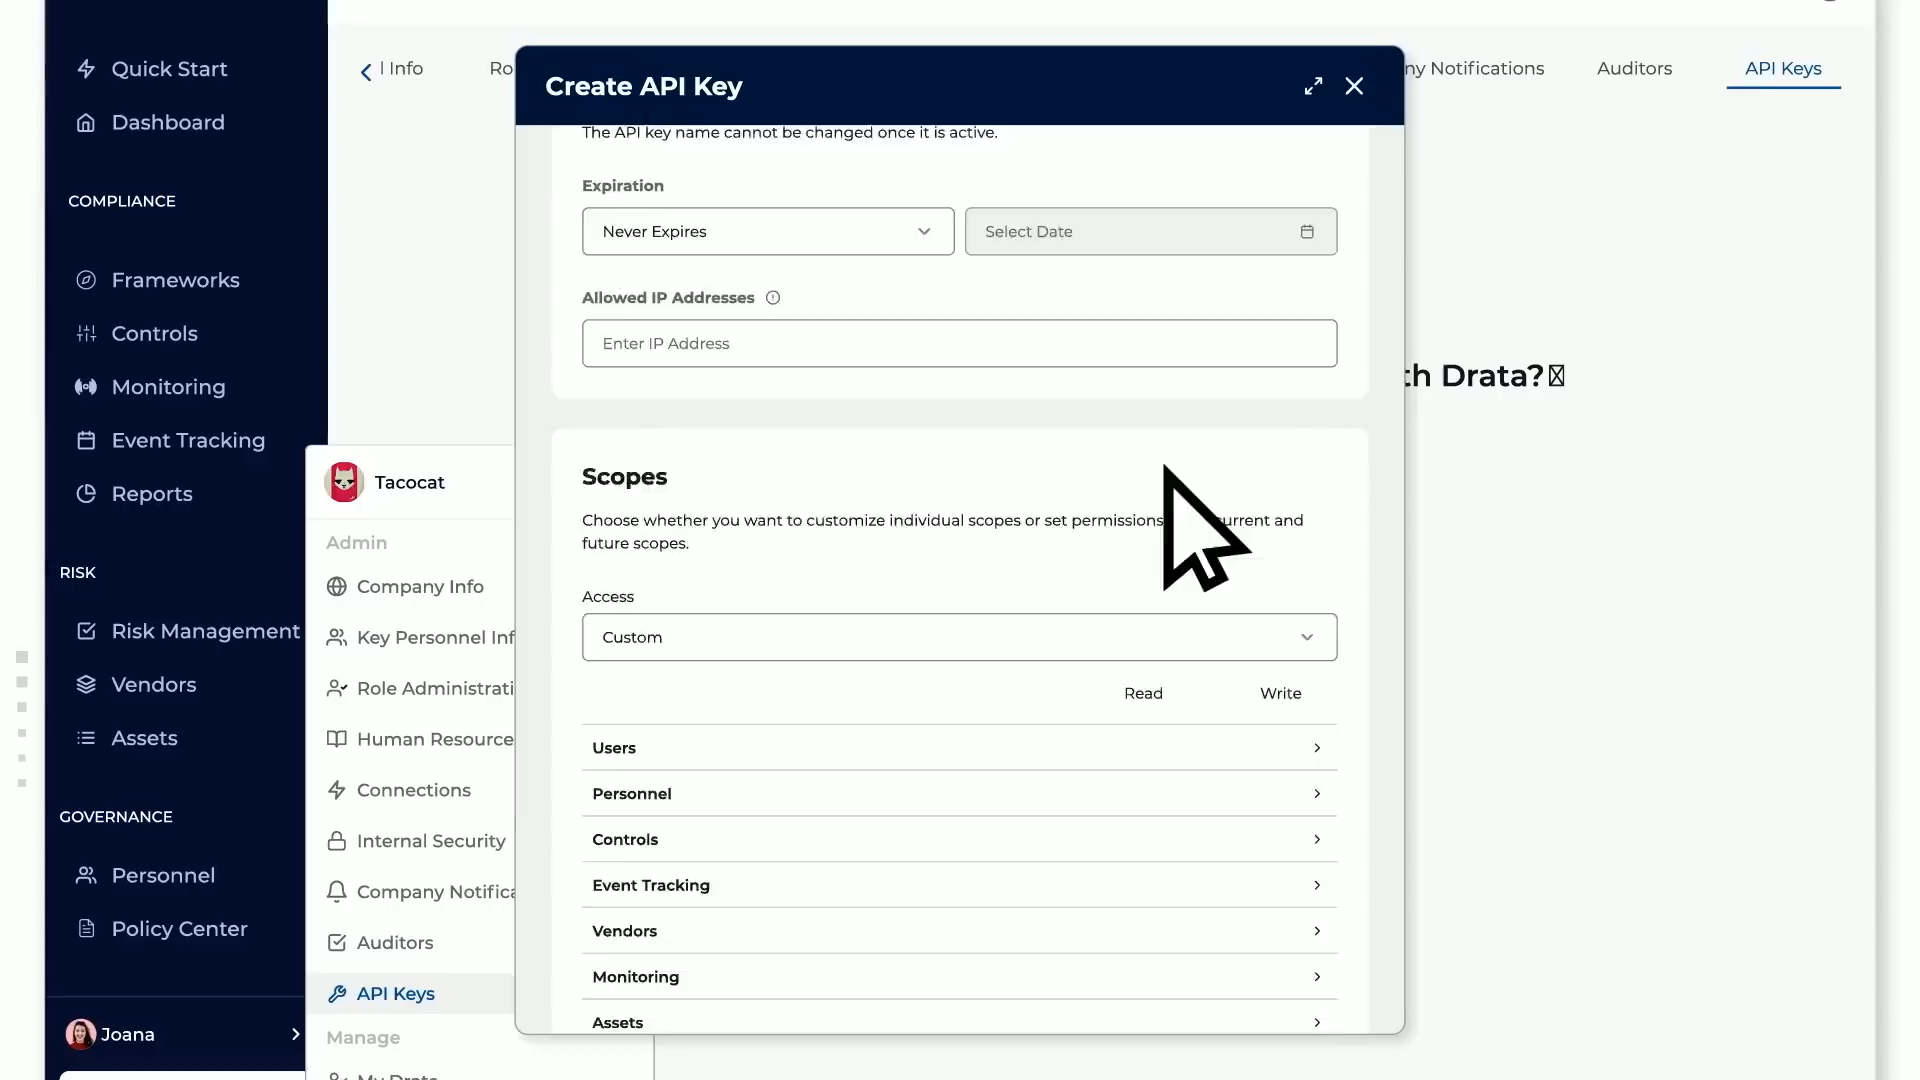 Quick Start
Dashboard
COMPLIANCE
Frameworks
Controls
Monitoring
Event Tracking
Reports
RISK
Risk Management
Vendors
Assets
GOVERNANCE
Personnel
Policy Center
Joana
l Info
Ro
ny Notifications
Auditors
API Keys
th Drata?
Tacocat
Admin
Company Info
Key Personnel Inf
Role Administrati
Human Resource
Connections
Internal Security
Company Notifica
Auditors
API Keys
Manage
My Drata
Create API Key
The API key name cannot be changed once it is active.
Expiration
Never Expires
Select Date
Allowed IP Addresses
Enter IP Address
Scopes
Choose whether you want to customize individual scopes or set permissions urrent and
future scopes.
Access
Custom
Read Write
Users
Personnel
Controls
Event Tracking
Vendors
Monitoring
Assets